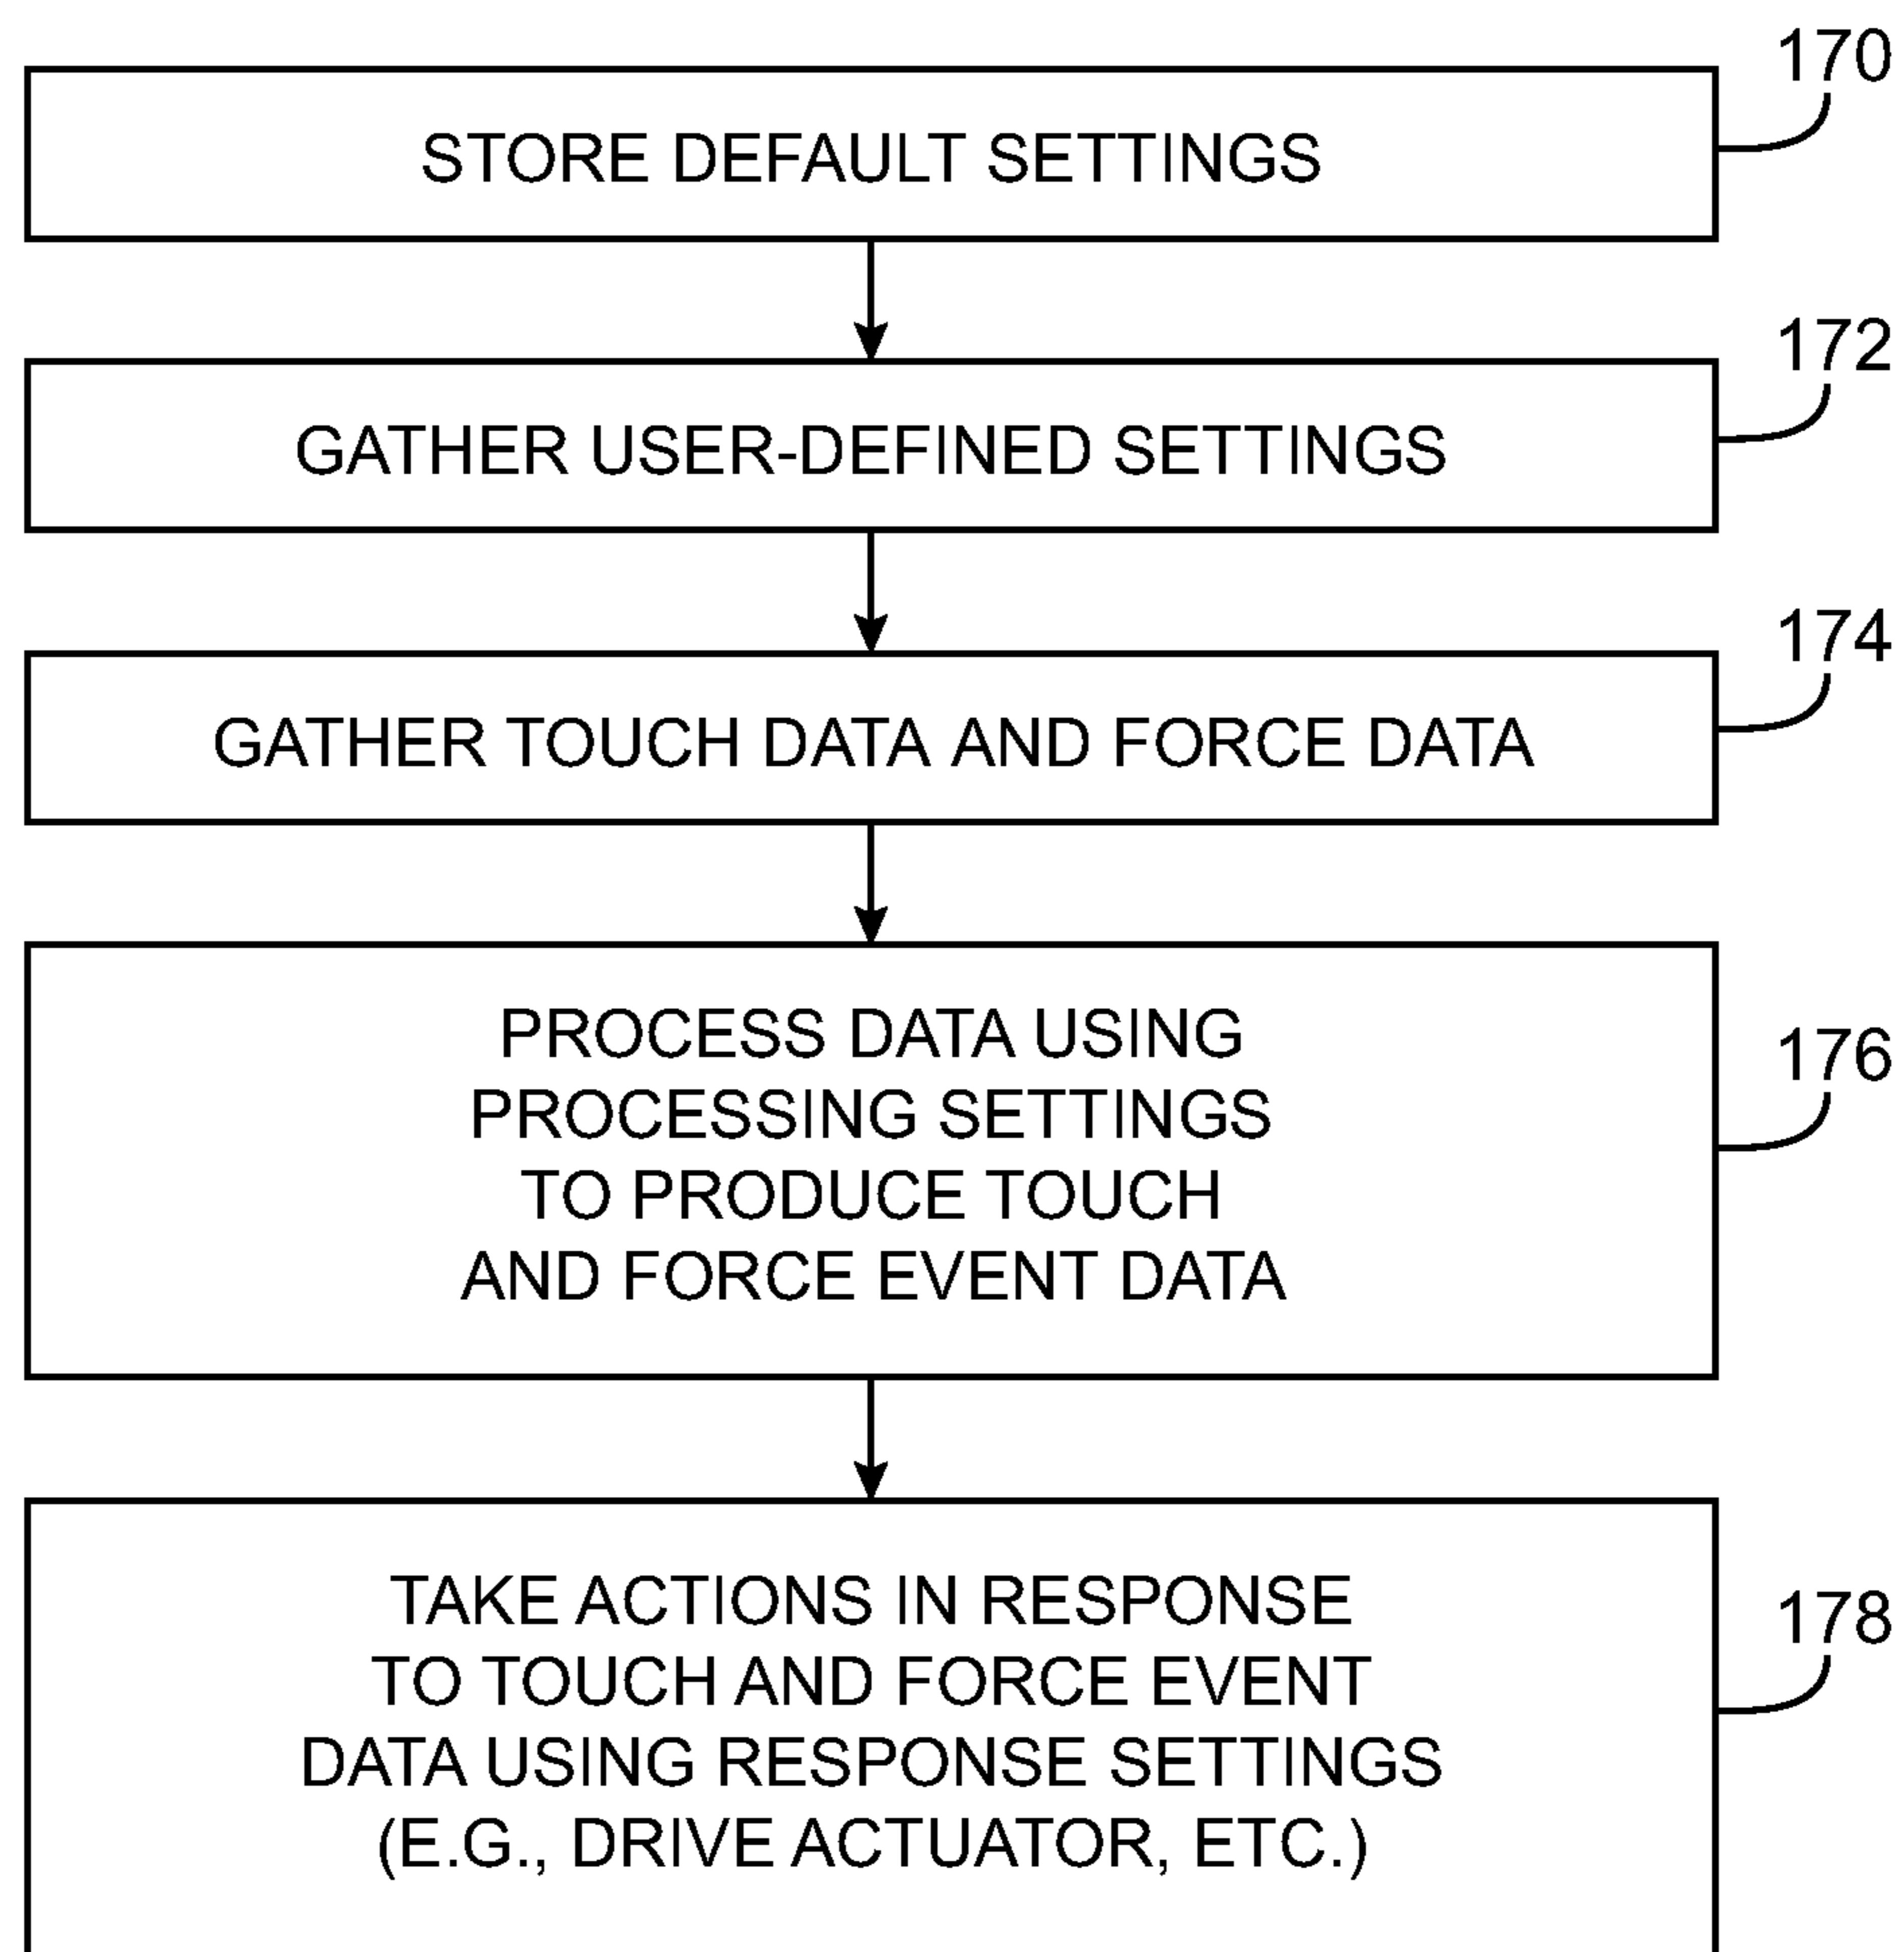 170
STORE DEFAULT SETTINGS
172
GATHER USER-DEFINED SETTINGS
174
GATHER TOUCH DATA AND FORCE DATA
PROCESS DATA USING
PROCESSING SETTINGS
TO PRODUCE TOUCH
AND FORCE EVENT DATA
176
TAKE ACTIONS IN RESPONSE
TO TOUCH AND FORCE EVENT
DATA USING RESPONSE SETTINGS
(E.G., DRIVE ACTUATOR, ETC.)
178